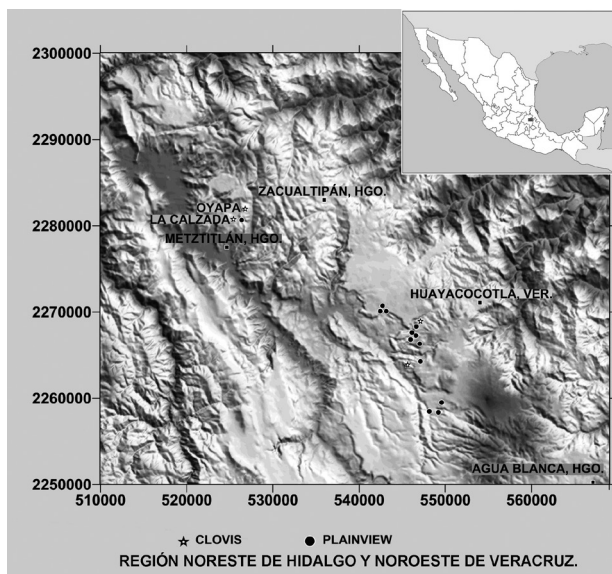 2300000
2290000
ZACUALTIPÁN, HGO.
OYAPA
LA CALZADA
2280000
METZTITLÁN, HGO.
HUAYACOCOTLA, VER.
2270000
2260000
AGUA BLANCA, HGO.
2250000
510000 520000 530000 540000 550000 560000
CLOVIS PLAINVIEW
REGIÓN NORESTE DE HIDALGO Y NOROESTE DE VERACRUZ.